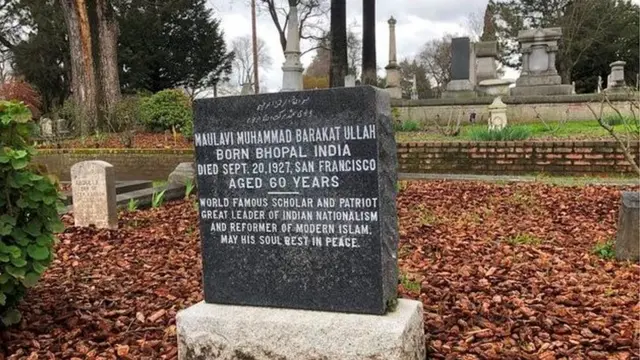 MAULAVI MUHAMMAD BARAKAT ULLAH
BORN BHOPAL INDIA
DIED SEPT. 20, 1927, SAN FRANCISCO
AGED 60 YEARS
WORLD FAMOUS SCHOLAR AND PATRIOT
GREAT LEADER OF INDIAN NATIONALISM
AND REFORMER OF MODERN ISLAM.
MAY HIS SOUL REST IN PEACE.